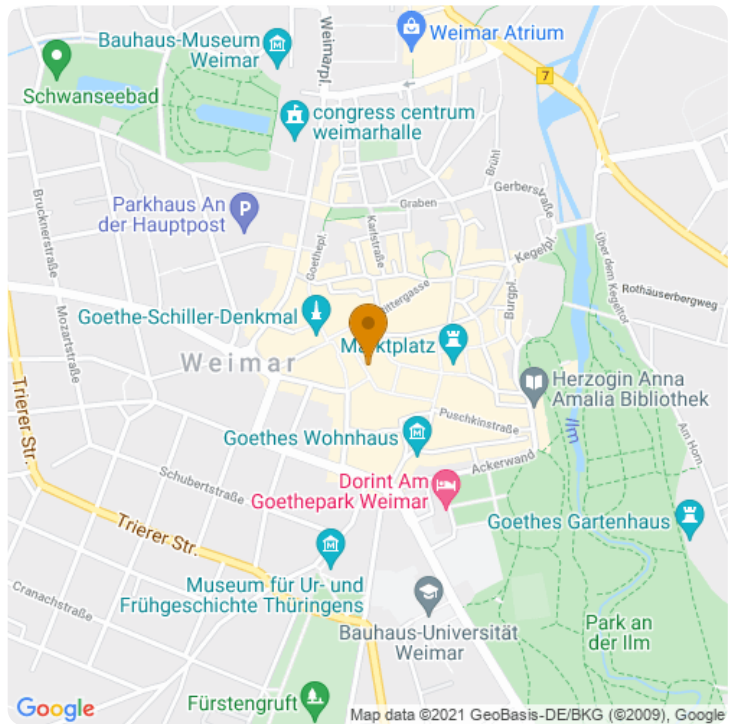 Bauhaus-Museum
Weimar
Weimarpl.
Weimar Atrium
7
Schwanseebad
congress centrum
weimarhalle
Brühl
Parkhaus An
der Hauptpost
P
Graben
Gerberstraße
Brucknerstraße
Goethepl.
Karlstraße
Kegelpl.
Über dem Kegeltor
Rothäuserbergweg
Burgpl.
Mozartstraße
Goethe-Schiller-Denkmal
Marktplatz
Weimar
Herzogin Anna
Amalia Bibliothek
Trierer Str.
Puschkinstraße
Ilm
Am Horn
Goethes Wohnhaus
Ackerwand
Schubertstraße
Dorint Am
Goethepark Weimar
Goethes Gartenhaus
Trierer Str.
Museum für Ur- und
Frühgeschichte Thüringens
Cranachstraße
Bauhaus-Universität
Weimar
Park an
der Ilm
Fürstengruft
Google
Map data ©2021 GeoBasis-DE/BKG (©2009), Google